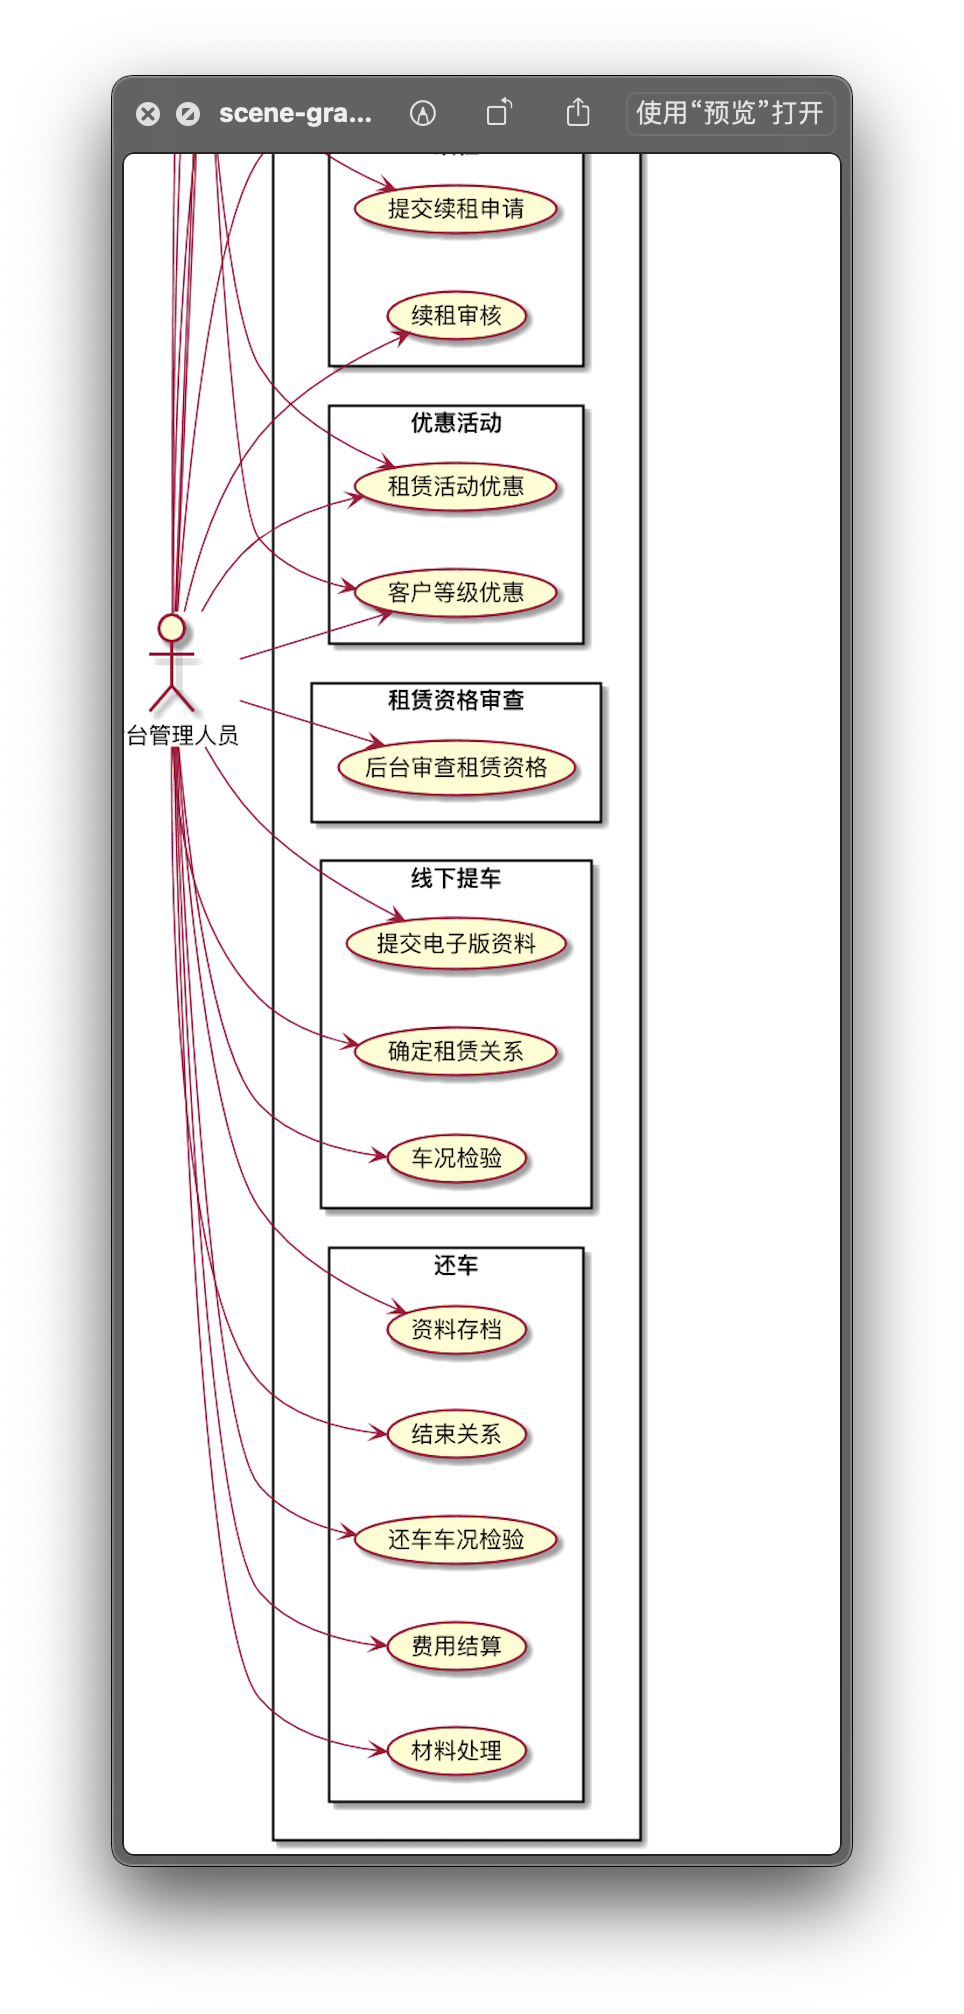 scene-gra...
使用“预览”打开
提交续租申请
续租审核
优惠活动
租赁活动优惠
客户等级优惠
租赁资格审查
台管理人员
后台审查租赁资格
线下提车
提交电子版资料
确定租赁关系
车况检验
还车
资料存档
结束关系
还车车况检验
费用结算
材料处理